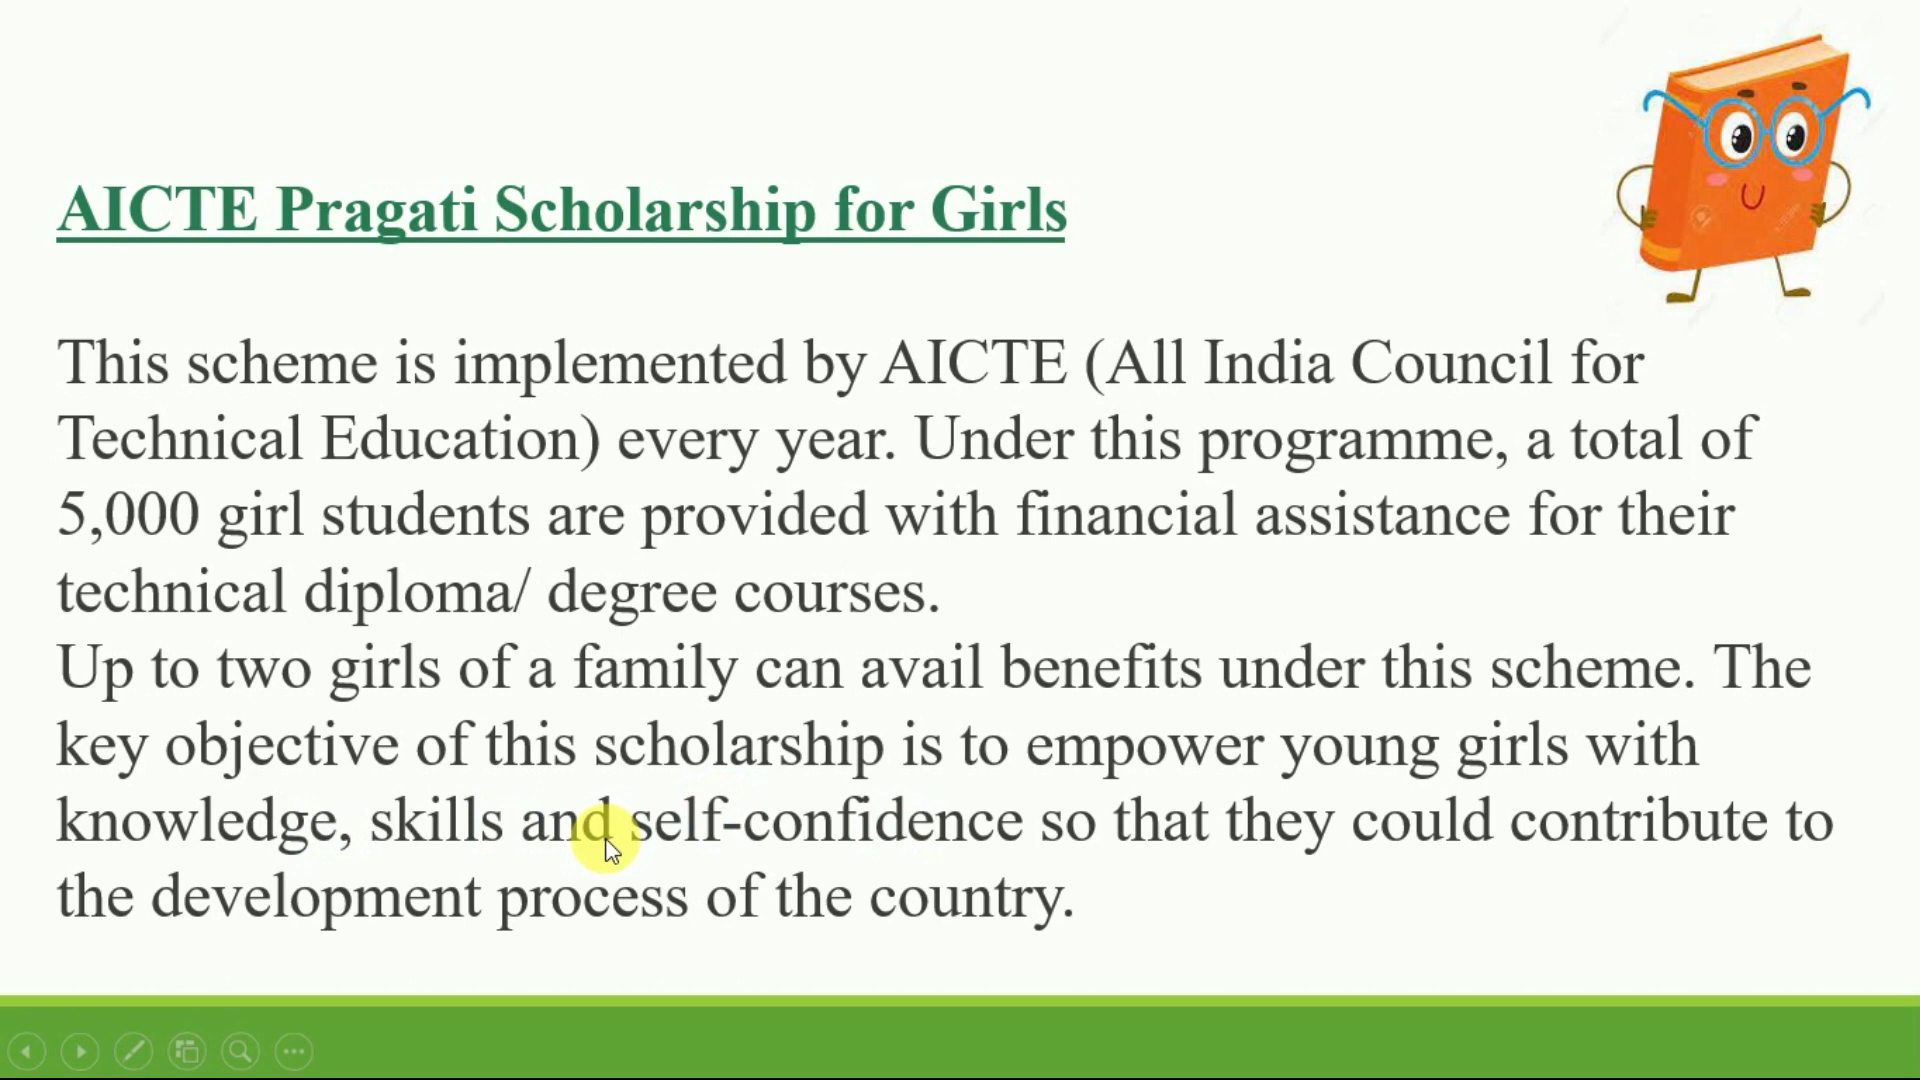 AICTE Pragati Scholarship for Girls
This scheme is implemented by AICTE (All India Council for
Technical Education) every year. Under this programme, a total of
5,000 girl students are provided with financial assistance for their
technical diploma/ degree courses.
Up to two girls of a family can avail benefits under this scheme. The
key objective of this scholarship is to empower young girls with
knowledge, skills and self-confidence so that they could contribute to
the development process of the country.